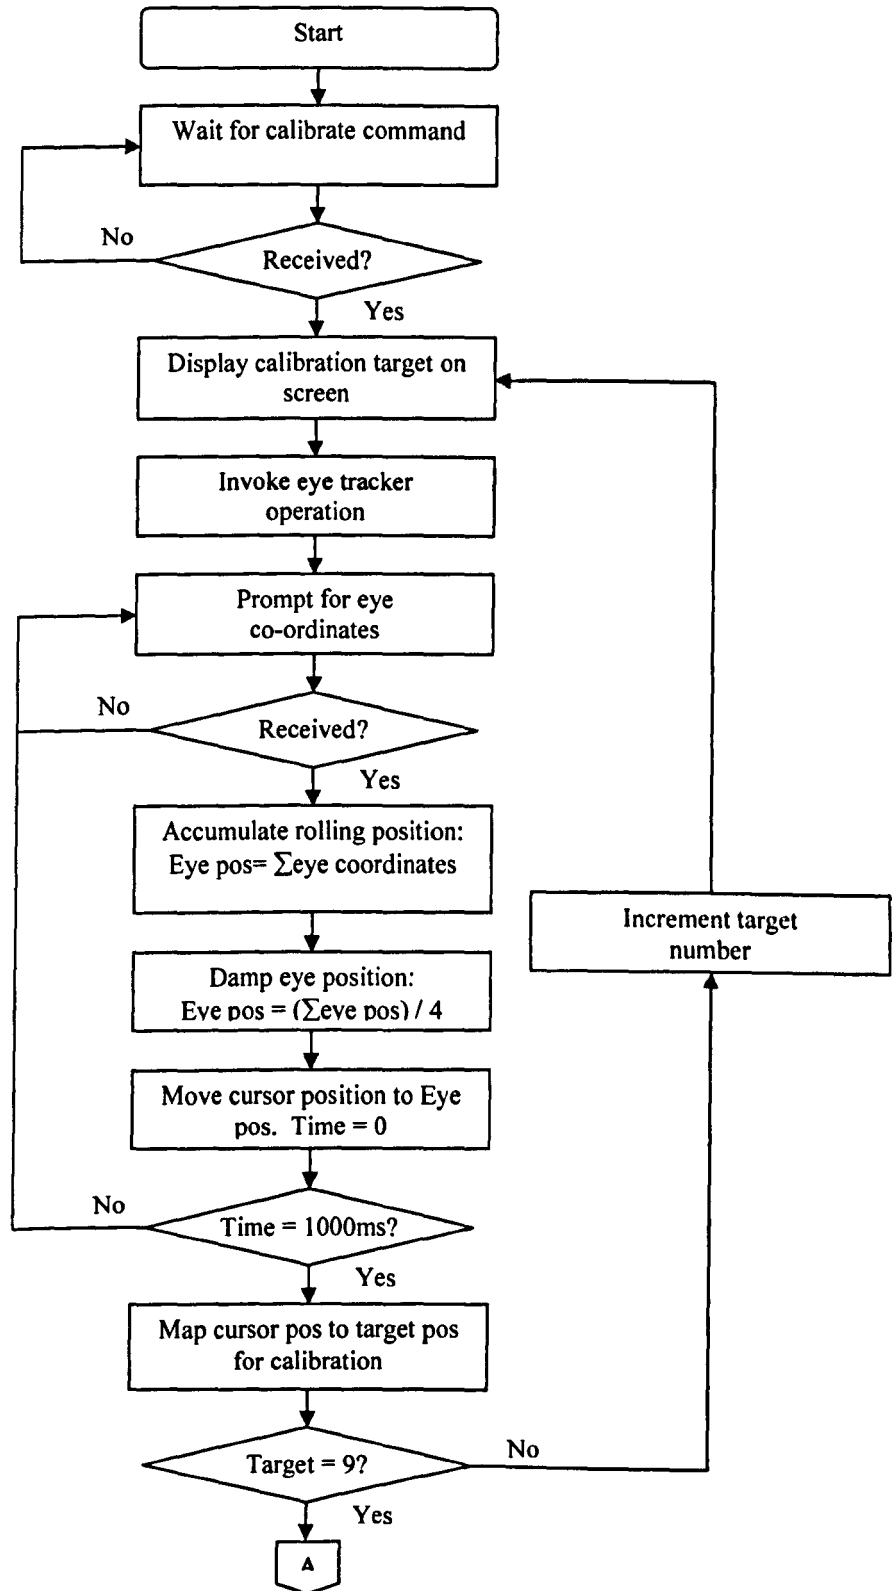 Start
Wait for calibrate command
No
Received?
Yes
Display calibration target on
screen
Invoke eye tracker
operation
Prompt for eye
co-ordinates
No
Received?
Yes
Accumulate rolling position:
Eye pos= ∑eye coordinates
Increment target
number
Damp eye position:
Eye pos = (∑eye pos) / 4
Move cursor position to Eye
pos. Time = 0
No
Time = 1000ms?
Yes
Map cursor pos to target pos
for calibration
Target = 9?
No
Yes
A